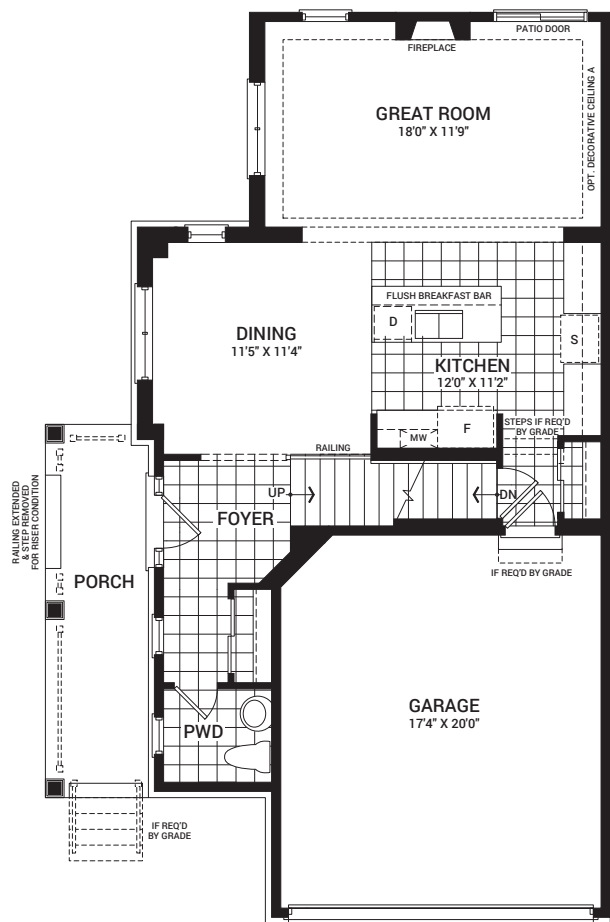 PATIO DOOR
FIREPLACE
GREAT ROOM
18'0" X 11'9"
OPT. DECORATIVE CEILING A
FLUSH BREAKFAST BAR
D
DINING
11'5" X 11'4"
S
KITCHEN
12'0" X 11'2"
STEPS IF REQ'D
BY GRADE
F
MW
RAILING
UP
DN
FOYER
RAILING EXTENDED
& STEP REMOVED
FOR RISER CONDITION
PORCH
IF REQ'D BY GRADE
GARAGE
17'4" X 20'0"
PWD
IF REQ'D
BY GRADE